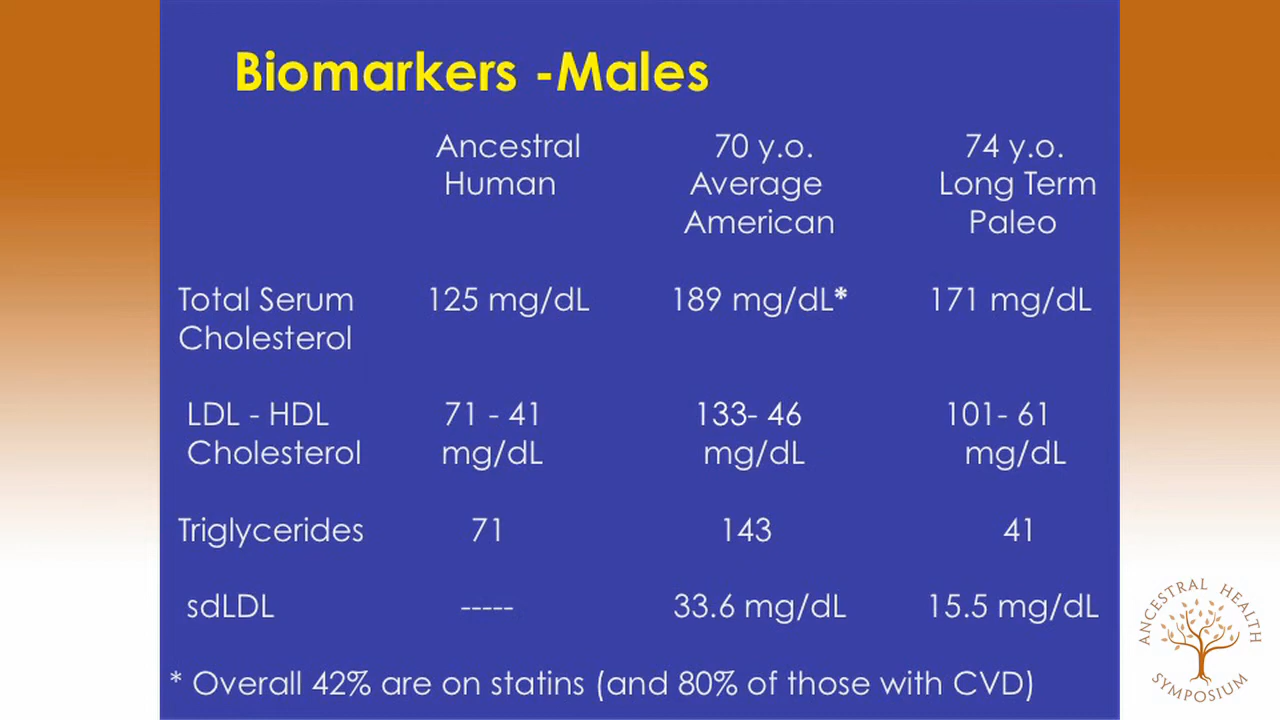 Biomarkers -Males
Ancestral Human
70 y.o. Average American
74 y.o. Long Term Paleo
Total Serum Cholesterol 125 mg/dL 189 mg/dL* 171 mg/dL
LDL - HDL Cholesterol 71 - 41 mg/dL 133- 46 mg/dL 101- 61 mg/dL
Triglycerides 71 143 41
sdLDL ----- 33.6 mg/dL 15.5 mg/dL
* Overall 42% are on statins (and 80% of those with CVD)
ANCESTRAL HEALTH
SYMPOSIUM